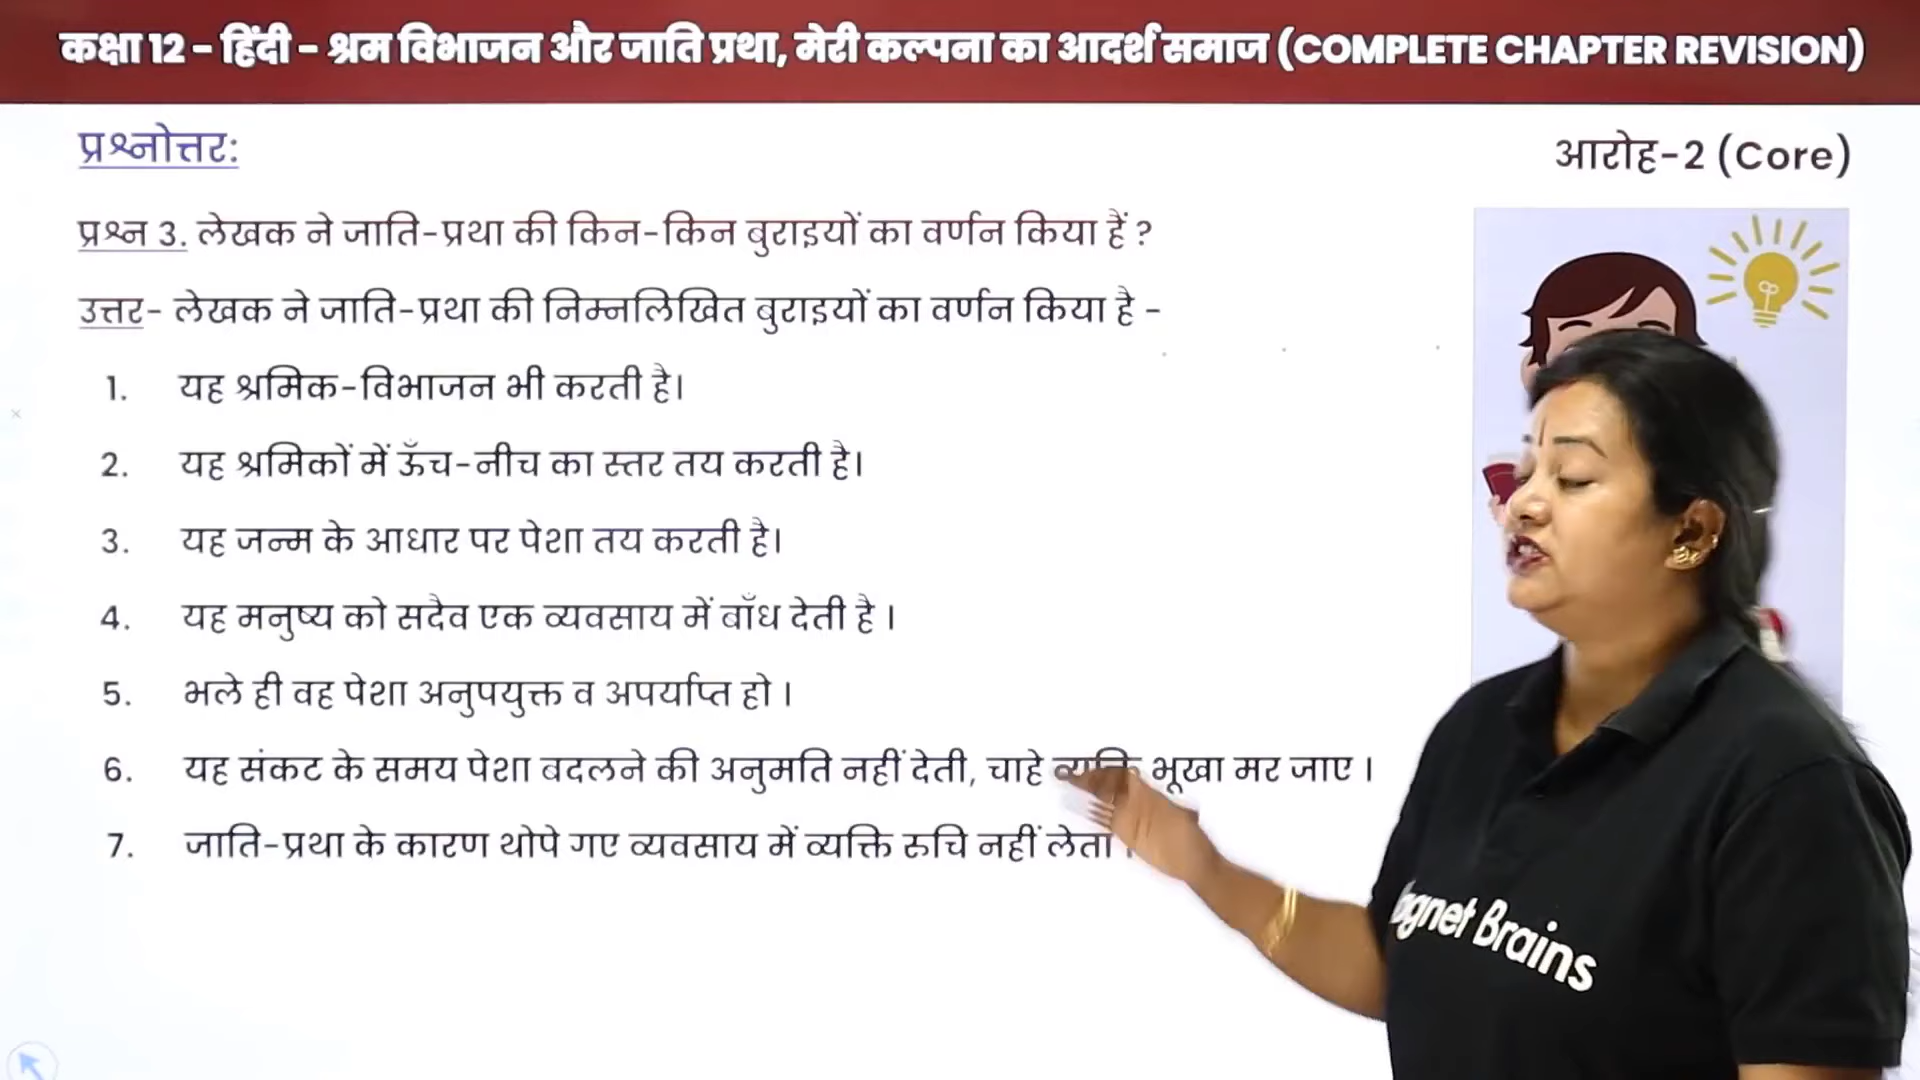 कक्षा 12 - हिंदी - श्रम विभाजन और जाति प्रथा, मेरी कल्पना का आदर्श समाज (COMPLETE CHAPTER REVISION)
प्रश्नोत्तर:
आरोह-2 (Core)
प्रश्न 3. लेखक ने जाति-प्रथा की किन-किन बुराइयों का वर्णन किया हैं ?
उत्तर- लेखक ने जाति-प्रथा की निम्नलिखित बुराइयों का वर्णन किया है -
1. यह श्रमिक-विभाजन भी करती है।
2. यह श्रमिकों में ऊँच-नीच का स्तर तय करती है।
3. यह जन्म के आधार पर पेशा तय करती है।
4. यह मनुष्य को सदैव एक व्यवसाय में बाँध देती है ।
5. भले ही वह पेशा अनुपयुक्त व अपर्याप्त हो ।
6. यह संकट के समय पेशा बदलने की अनुमति नहीं देती, चाहे व्यक्ति भूखा मर जाए ।
7. जाति-प्रथा के कारण थोपे गए व्यवसाय में व्यक्ति रुचि नहीं लेता ।
Brains